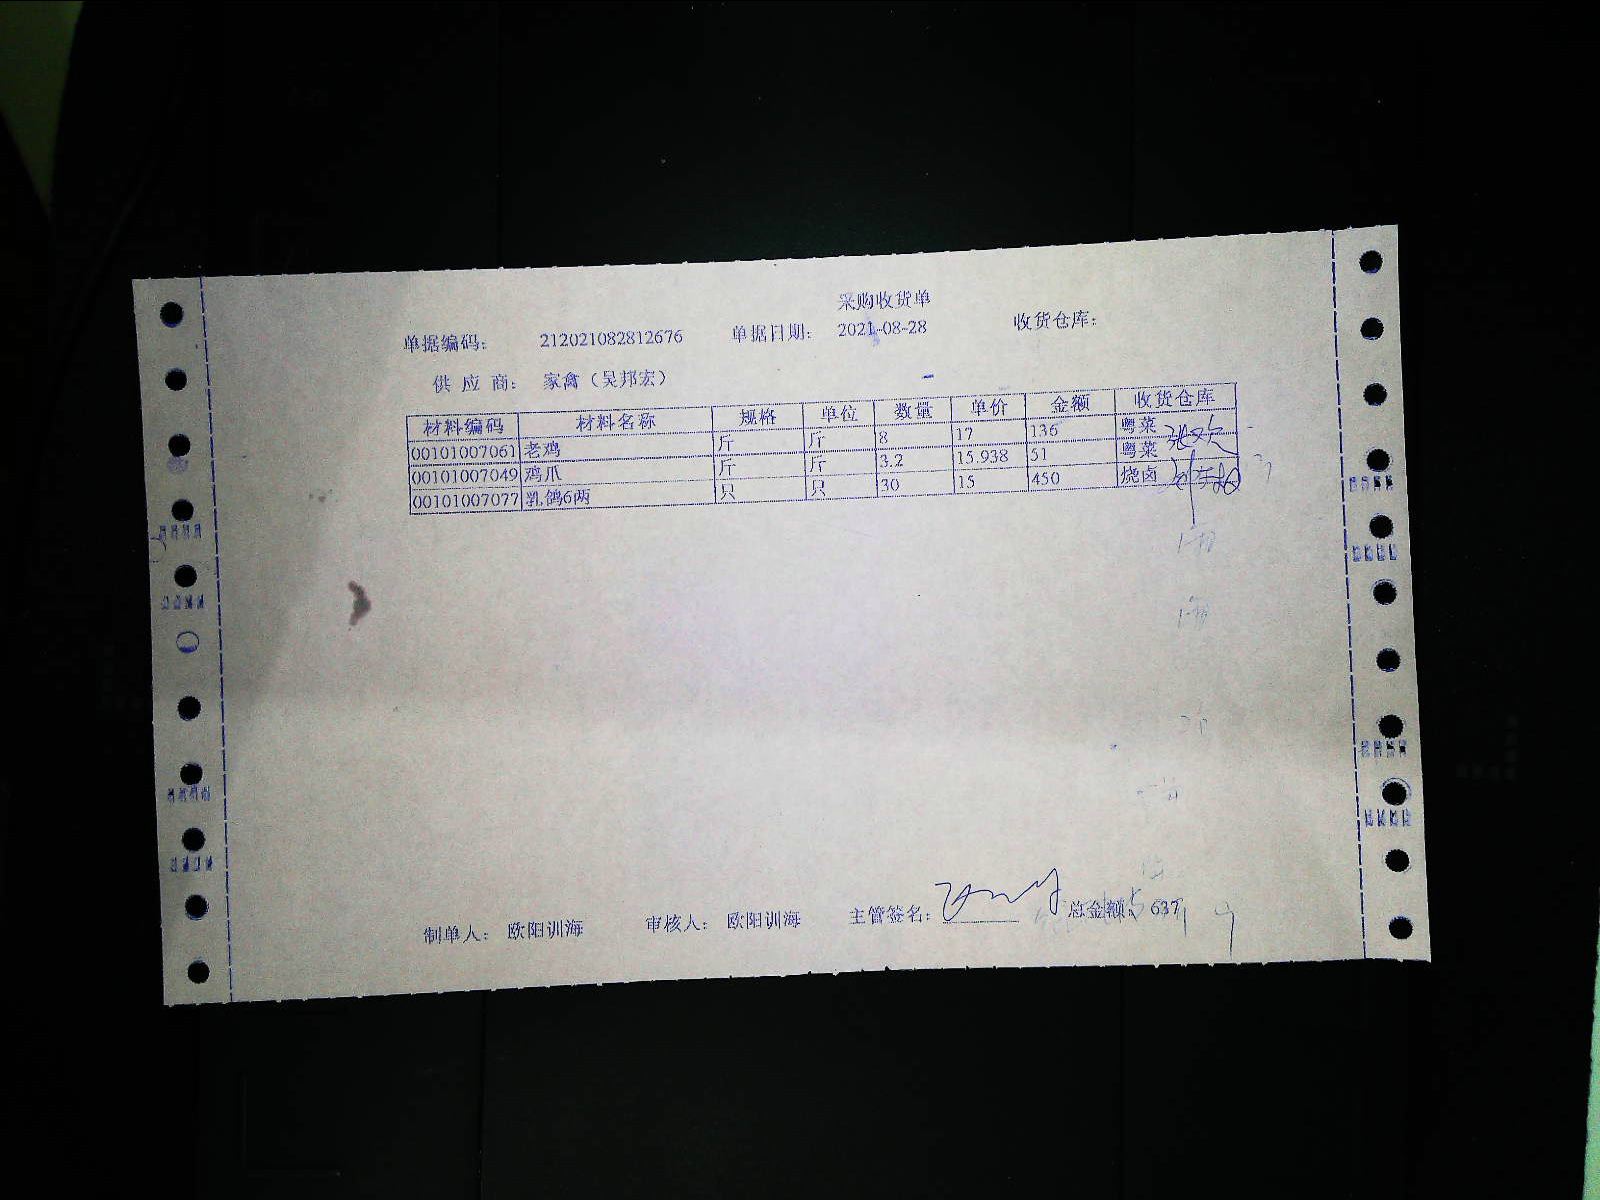 采购收货单
单据编码： 212021082812676 单据日期： 2021-08-28 收货仓库：
供 应 商： 家禽（吴邦宏）
材料编码 材料名称 规格 单位 数量 单价 金额 收货仓库
00101007061 老鸡 斤 斤 8 17 136 粤菜
00101007049 鸡爪 斤 斤 3.2 15.938 51 粤菜
00101007077 乳鸽6两 只 只 30 15 450 烧卤
制单人： 欧阳训海 审核人： 欧阳训海 主管签名： 总金额： 637